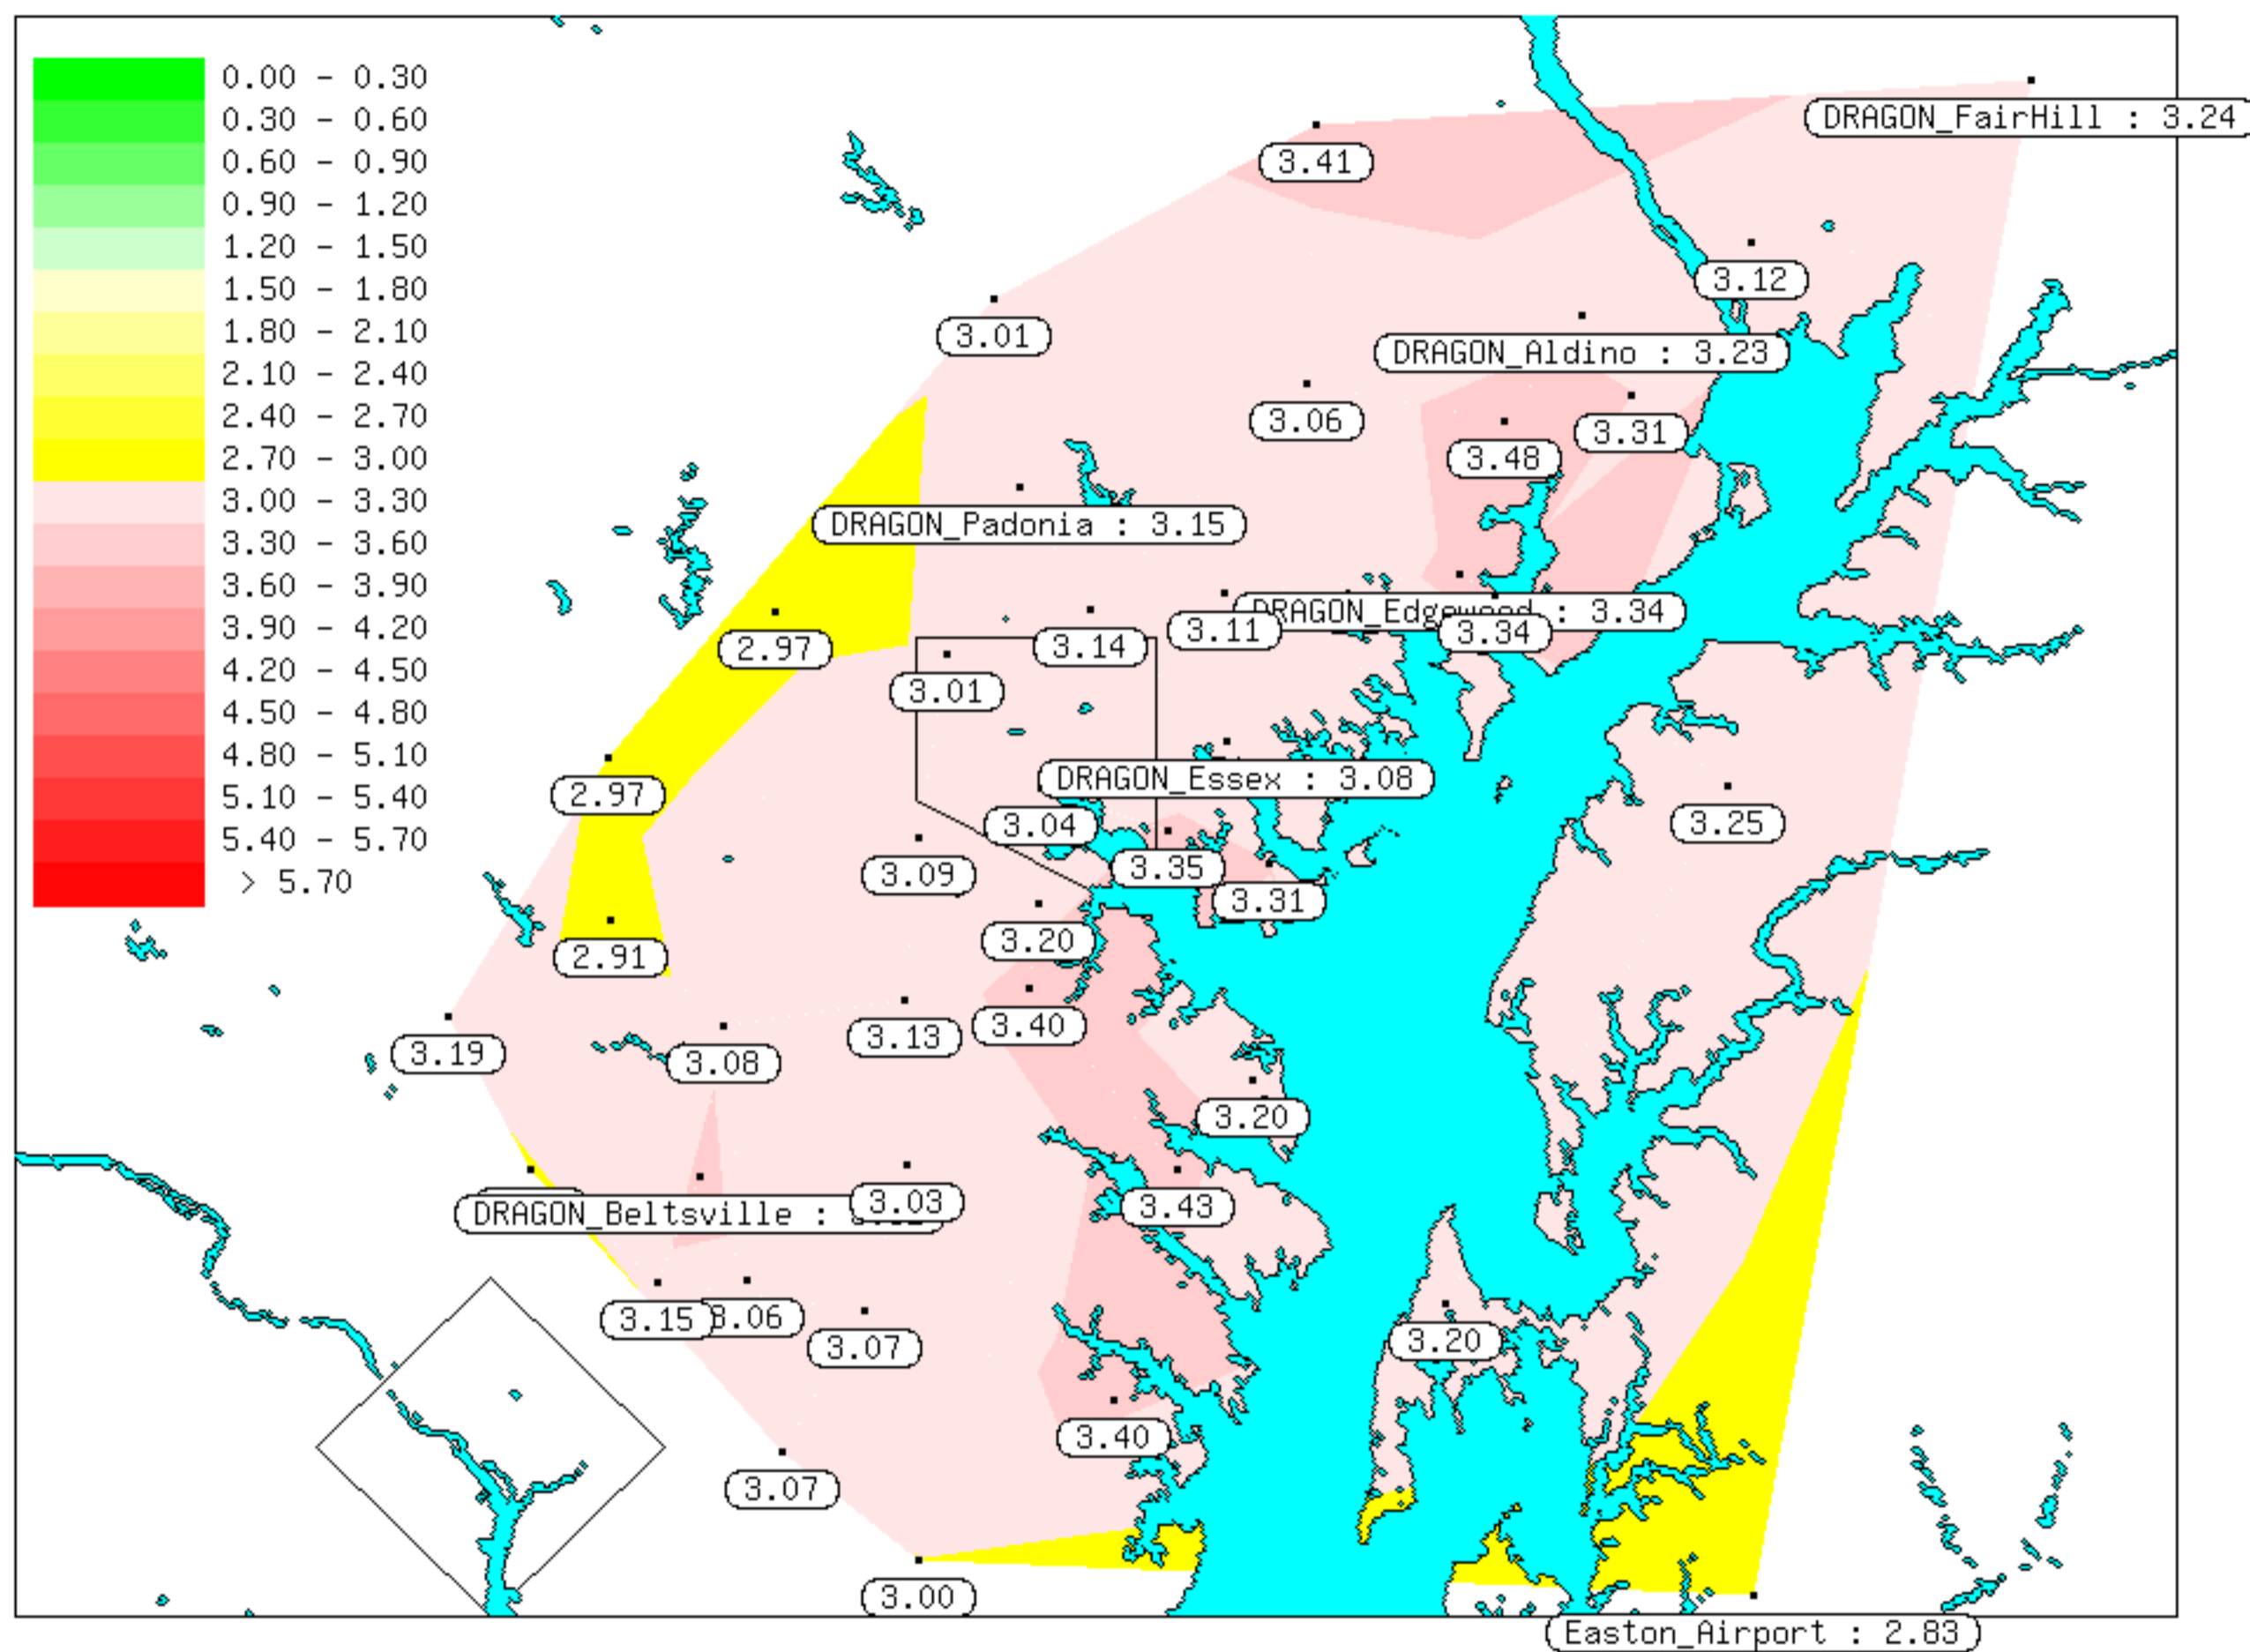 0.00 - 0.30
0.30 - 0.60
0.60 - 0.90
0.90 - 1.20
1.20 - 1.50
1.50 - 1.80
1.80 - 2.10
2.10 - 2.40
2.40 - 2.70
2.70 - 3.00
3.00 - 3.30
3.30 - 3.60
3.60 - 3.90
3.90 - 4.20
4.20 - 4.50
4.50 - 4.80
4.80 - 5.10
5.10 - 5.40
5.40 - 5.70
> 5.70
DRAGON_FairHill : 3.24
3.41
3.12
3.01
DRAGON_Aldino : 3.23
3.06
3.31
3.48
DRAGON_Padonia : 3.15
DRAGON_Edgewood : 3.34
3.11
3.34
3.14
2.97
3.01
DRAGON_Essex : 3.08
2.97
3.04
3.25
3.35
3.09
3.31
3.20
2.91
3.40
3.13
3.19
3.08
3.20
3.03
3.43
DRAGON_Beltsville :
3.15
3.06
3.07
3.20
3.40
3.07
3.00
Easton_Airport : 2.83